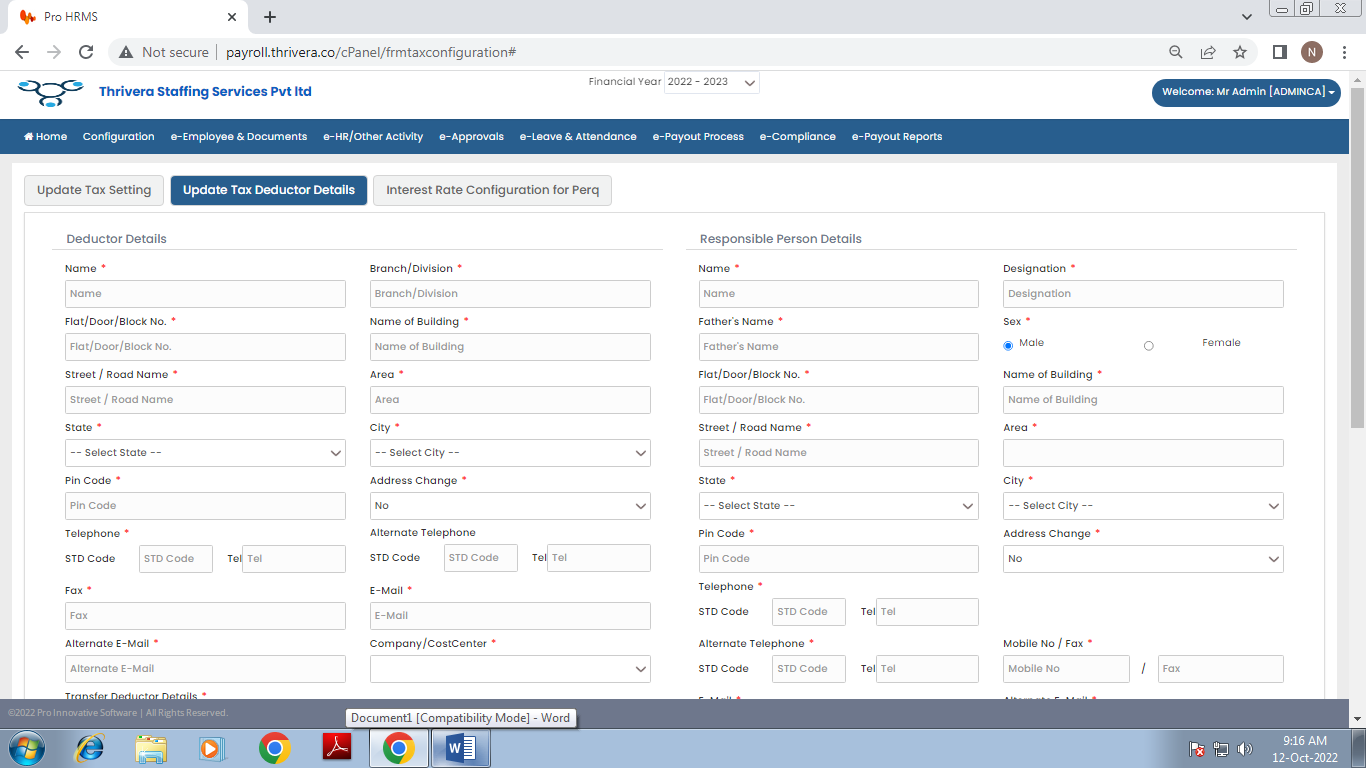 Pro HRMS
Not secure | payroll.thrivera.co/cPanel/frmtaxconfiguration#
N
Thrivera Staffing Services Pvt ltd
Financial Year 2022 - 2023
Welcome: Mr Admin [ADMINCA]
Home Configuration e-Employee & Documents e-HR/Other Activity e-Approvals e-Leave & Attendance e-Payout Process e-Compliance e-Payout Reports
Update Tax Setting Update Tax Deductor Details Interest Rate Configuration for Perq
Deductor Details
Name * Branch/Division *
Name Branch/Division
Flat/Door/Block No. * Name of Building *
Flat/Door/Block No. Name of Building
Street / Road Name * Area *
Street / Road Name Area
State * City *
-- Select State -- -- Select City --
Pin Code * Address Change *
Pin Code No
Telephone * Alternate Telephone
STD Code STD Code Tel Tel STD Code STD Code Tel Tel
Fax * E-Mail *
Fax E-Mail
Alternate E-Mail * Company/CostCenter *
Alternate E-Mail
Transfer Deductor Details *
Responsible Person Details
Name * Designation *
Name Designation
Father's Name * Sex *
Father's Name Male Female
Flat/Door/Block No. * Name of Building *
Flat/Door/Block No. Name of Building
Street / Road Name * Area *
Street / Road Name
State * City *
-- Select State -- -- Select City --
Pin Code * Address Change *
Pin Code No
Telephone *
STD Code STD Code Tel Tel
Alternate Telephone * Mobile No / Fax *
STD Code STD Code Tel Tel Mobile No / Fax
E-Mail * Alternate E-Mail *
©2022 Pro Innovative Software | All Rights Reserved.
Document1 [Compatibility Mode] - Word
9:16 AM
12-Oct-2022